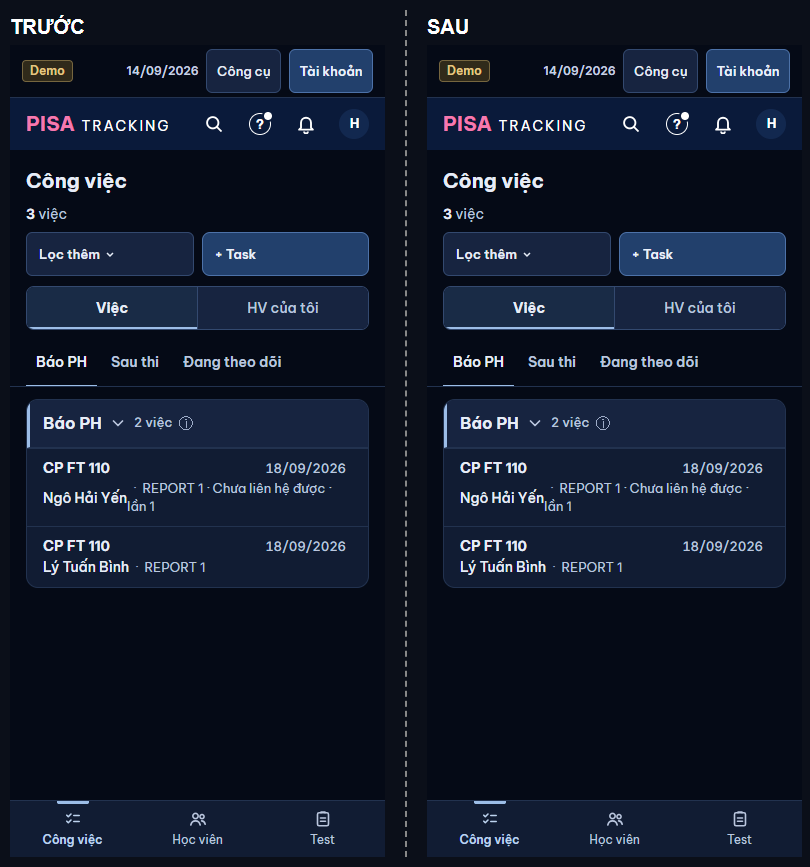 TRƯỚC
Demo 14/09/2026 Công cụ Tài khoản
PISA TRACKING ? H
Công việc
3 việc
Lọc thêm + Task
Việc HV của tôi
Báo PH Sau thi Đang theo dõi
Báo PH 2 việc
CP FT 110 18/09/2026
Ngô Hải Yến · REPORT 1 · Chưa liên hệ được ·
lần 1
CP FT 110 18/09/2026
Lý Tuấn Bình · REPORT 1
Công việc Học viên Test
SAU
Demo 14/09/2026 Công cụ Tài khoản
PISA TRACKING ? H
Công việc
3 việc
Lọc thêm + Task
Việc HV của tôi
Báo PH Sau thi Đang theo dõi
Báo PH 2 việc
CP FT 110 18/09/2026
Ngô Hải Yến · REPORT 1 · Chưa liên hệ được ·
lần 1
CP FT 110 18/09/2026
Lý Tuấn Bình · REPORT 1
Công việc Học viên Test